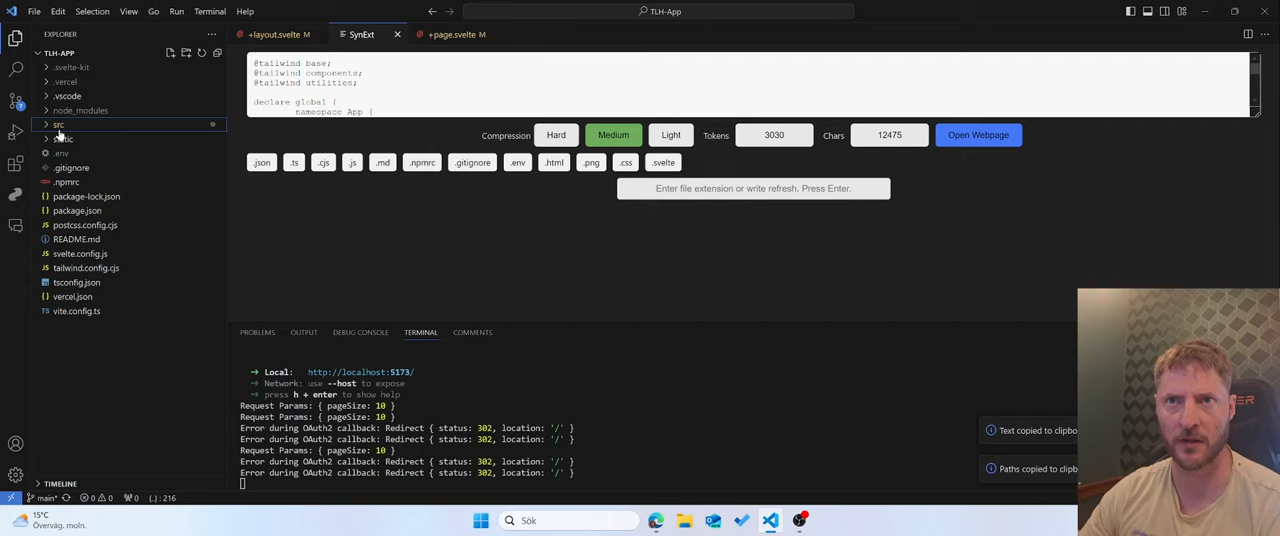 File Edit Selection View Go Run Terminal Help
TLH-App
EXPLORER
+layout.svelte M
SynExt
+page.svelte M
TLH-APP
.svelte-kit
.vercel
.vscode
node_modules
src
static
.env
.gitignore
.npmrc
package-lock.json
package.json
postcss.config.cjs
README.md
svelte.config.js
tailwind.config.cjs
tsconfig.json
vercel.json
vite.config.ts
TIMELINE
@tailwind base;
@tailwind components;
@tailwind utilities;
declare global {
namespace App {
Compression Hard Medium Light Tokens 3030 Chars 12475 Open Webpage
.json .ts .cjs .js .md .npmrc .gitignore .env .html .png .css .svelte
Enter file extension or write refresh. Press Enter.
PROBLEMS OUTPUT DEBUG CONSOLE TERMINAL COMMENTS
➜ Local: http://localhost:5173/
➜ Network: use --host to expose
➜ press h + enter to show help
Request Params: { pageSize: 10 }
Request Params: { pageSize: 10 }
Error during OAuth2 callback: Redirect { status: 302, location: '/' }
Error during OAuth2 callback: Redirect { status: 302, location: '/' }
Request Params: { pageSize: 10 }
Error during OAuth2 callback: Redirect { status: 302, location: '/' }
Error during OAuth2 callback: Redirect { status: 302, location: '/' }
Text copied to clipbo
Paths copied to clipb
main* 0 0 0 {.} : 216
15°C
Överväg. moln.
Sök